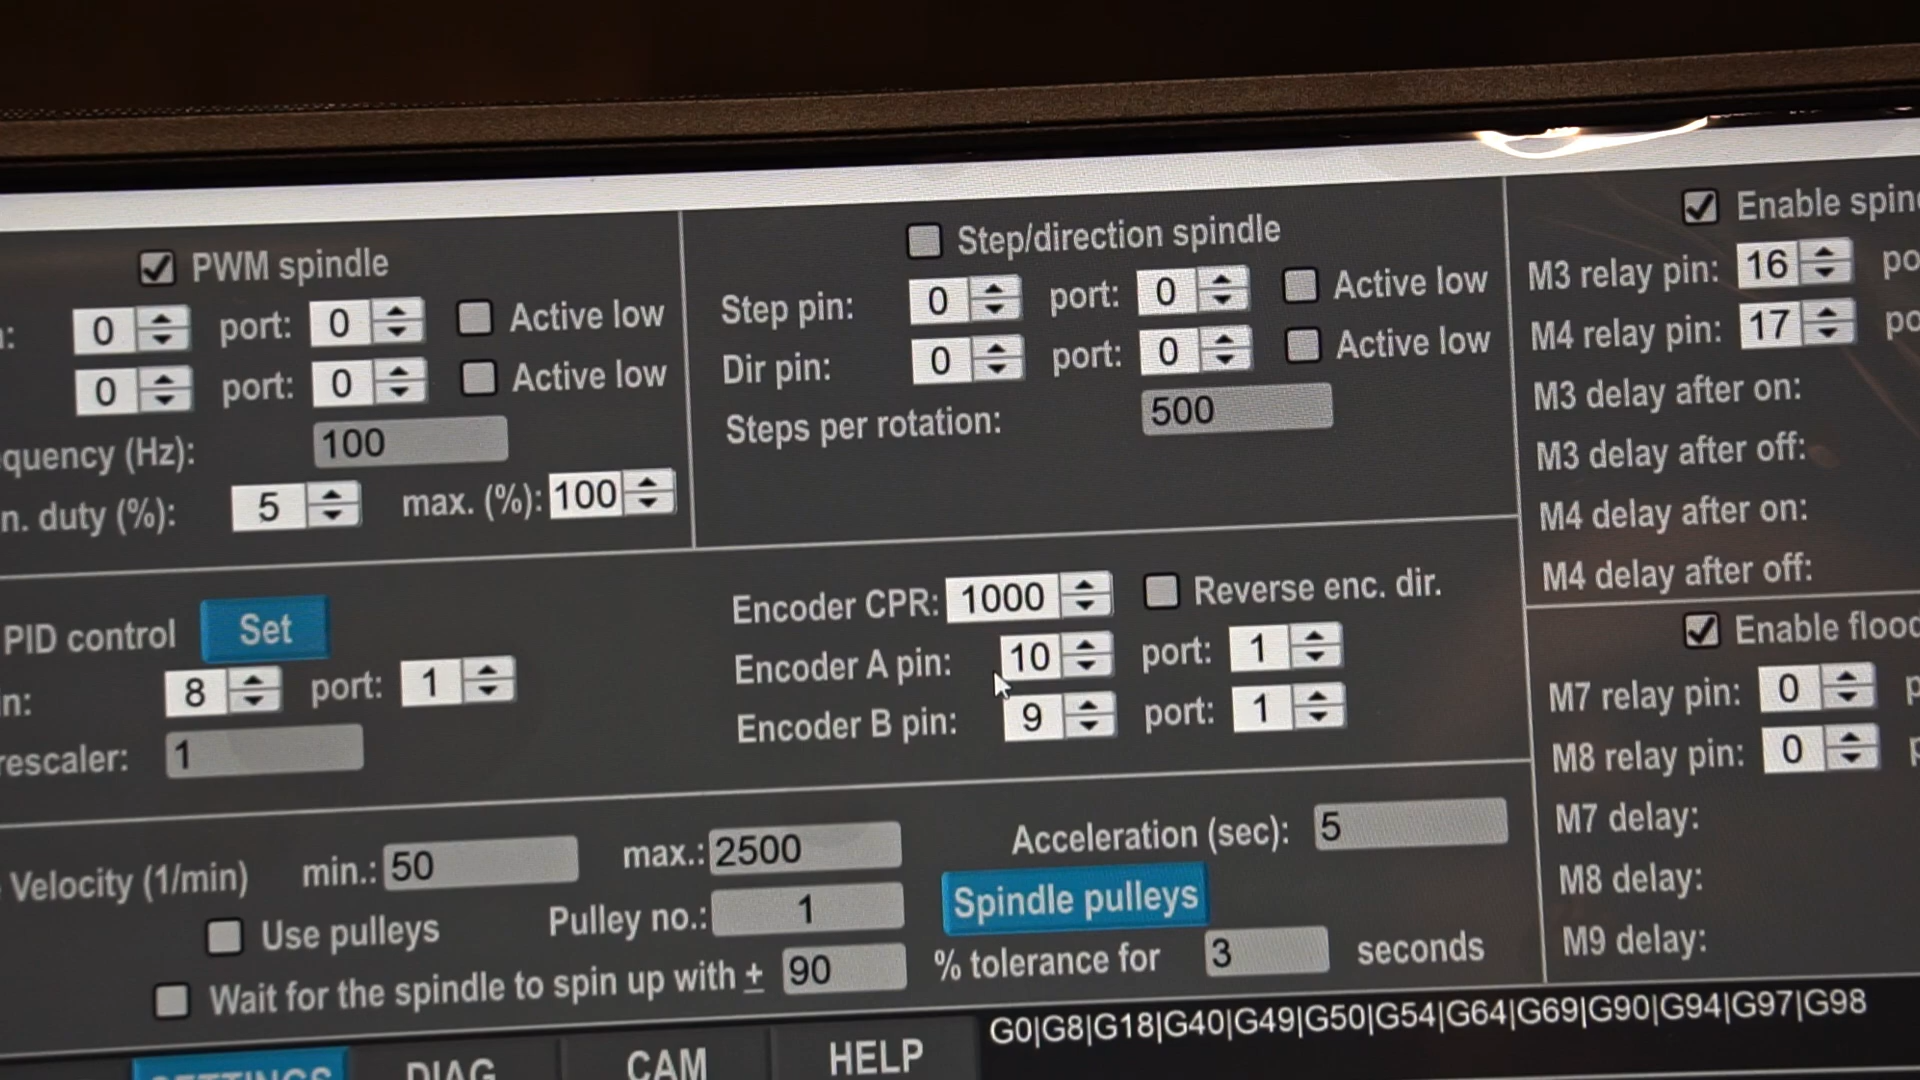 PWM spindle
: 0 port: 0 Active low
0 port: 0 Active low
quency (Hz): 100
n. duty (%): 5 max. (%): 100
Step/direction spindle
Step pin: 0 port: 0 Active low
Dir pin: 0 port: 0 Active low
Steps per rotation: 500
Enable spin
M3 relay pin: 16 po
M4 relay pin: 17 po
M3 delay after on:
M3 delay after off:
M4 delay after on:
M4 delay after off:
PID control Set
n: 8 port: 1
rescaler: 1
Encoder CPR: 1000 Reverse enc. dir.
Encoder A pin: 10 port: 1
Encoder B pin: 9 port: 1
Enable flood
M7 relay pin: 0 p
M8 relay pin: 0 p
M7 delay:
M8 delay:
M9 delay:
Velocity (1/min) min.: 50 max.: 2500 Acceleration (sec): 5
Use pulleys Pulley no.: 1 Spindle pulleys
Wait for the spindle to spin up with ± 90 % tolerance for 3 seconds
G0|G8|G18|G40|G49|G50|G54|G64|G69|G90|G94|G97|G98
SETTINGS DIAG CAM HELP